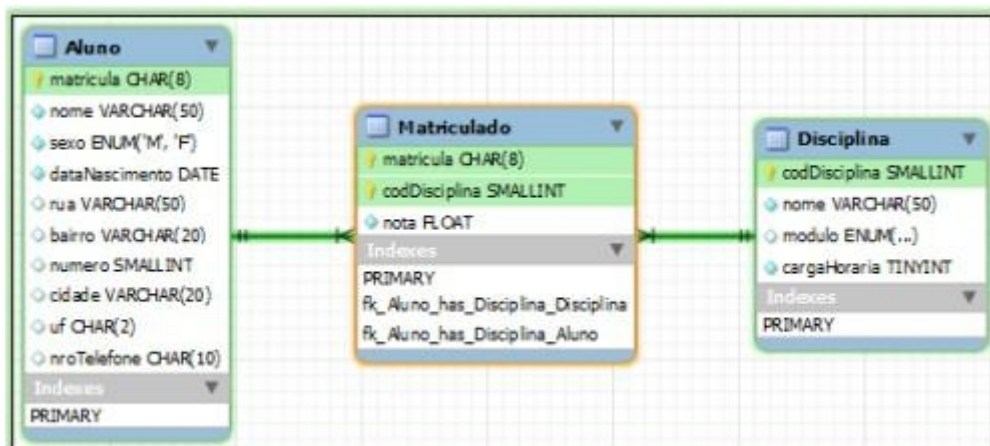 Aluno
matricula CHAR(8)
nome VARCHAR(50)
sexo ENUM('M', 'F')
dataNascimento DATE
rua VARCHAR(50)
bairro VARCHAR(20)
numero SMALLINT
cidade VARCHAR(20)
uf CHAR(2)
nroTelefone CHAR(10)
Indexes
PRIMARY
Matriculado
matricula CHAR(8)
codDisciplina SMALLINT
nota FLOAT
Indexes
PRIMARY
fk_Aluno_has_Disciplina_Disciplina
fk_Aluno_has_Disciplina_Aluno
Disciplina
codDisciplina SMALLINT
nome VARCHAR(50)
modulo ENUM(...)
cargaHoraria TINYINT
Indexes
PRIMARY